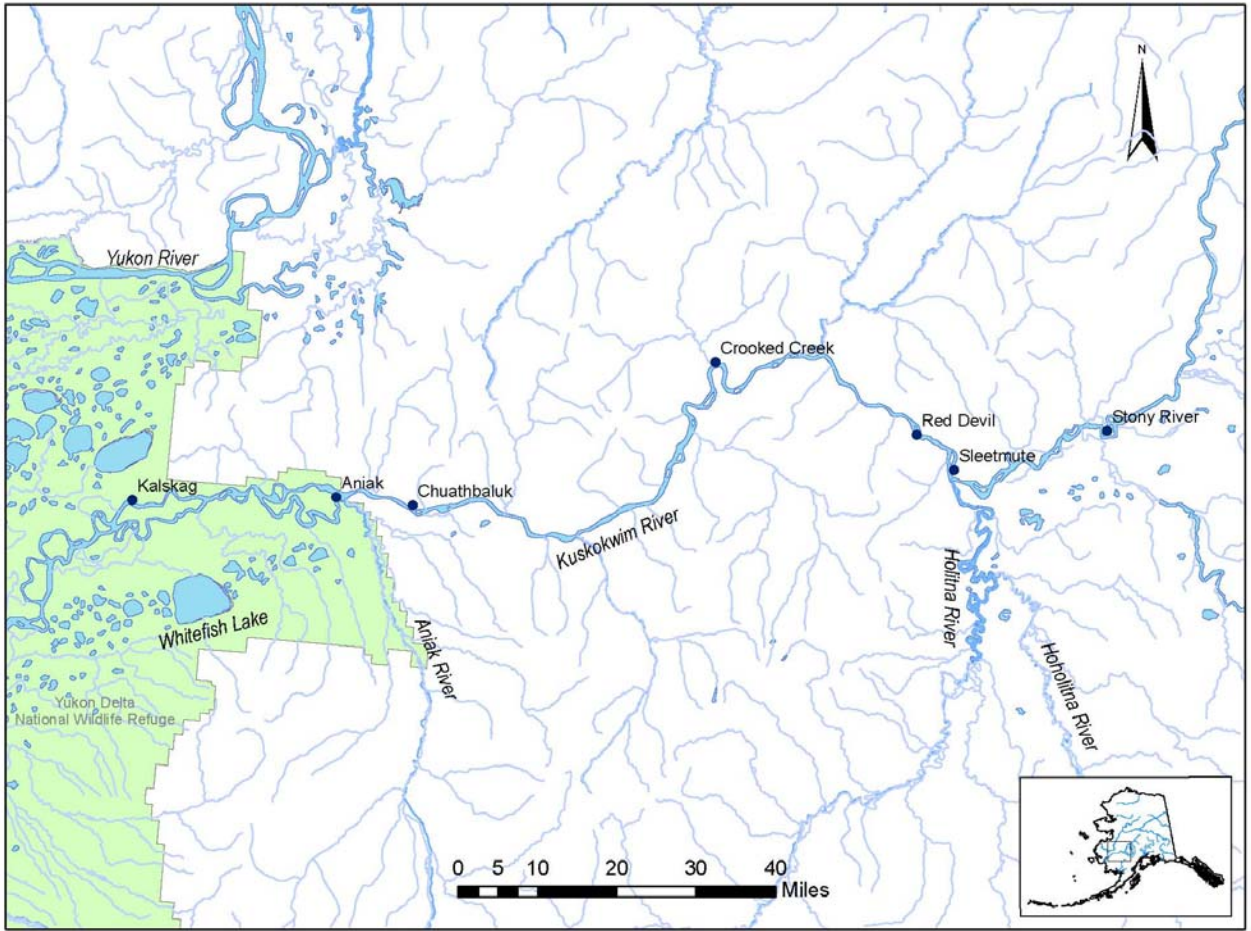 N
Yukon River
Crooked Creek
Red Devil
Stony River
Sleetmute
Kalskag
Aniak
Chuathbaluk
Kuskokwim River
Holitna River
Whitefish Lake
Aniak River
Hoholitna River
Yukon Delta
National Wildlife Refuge
0 5 10 20 30 40
Miles